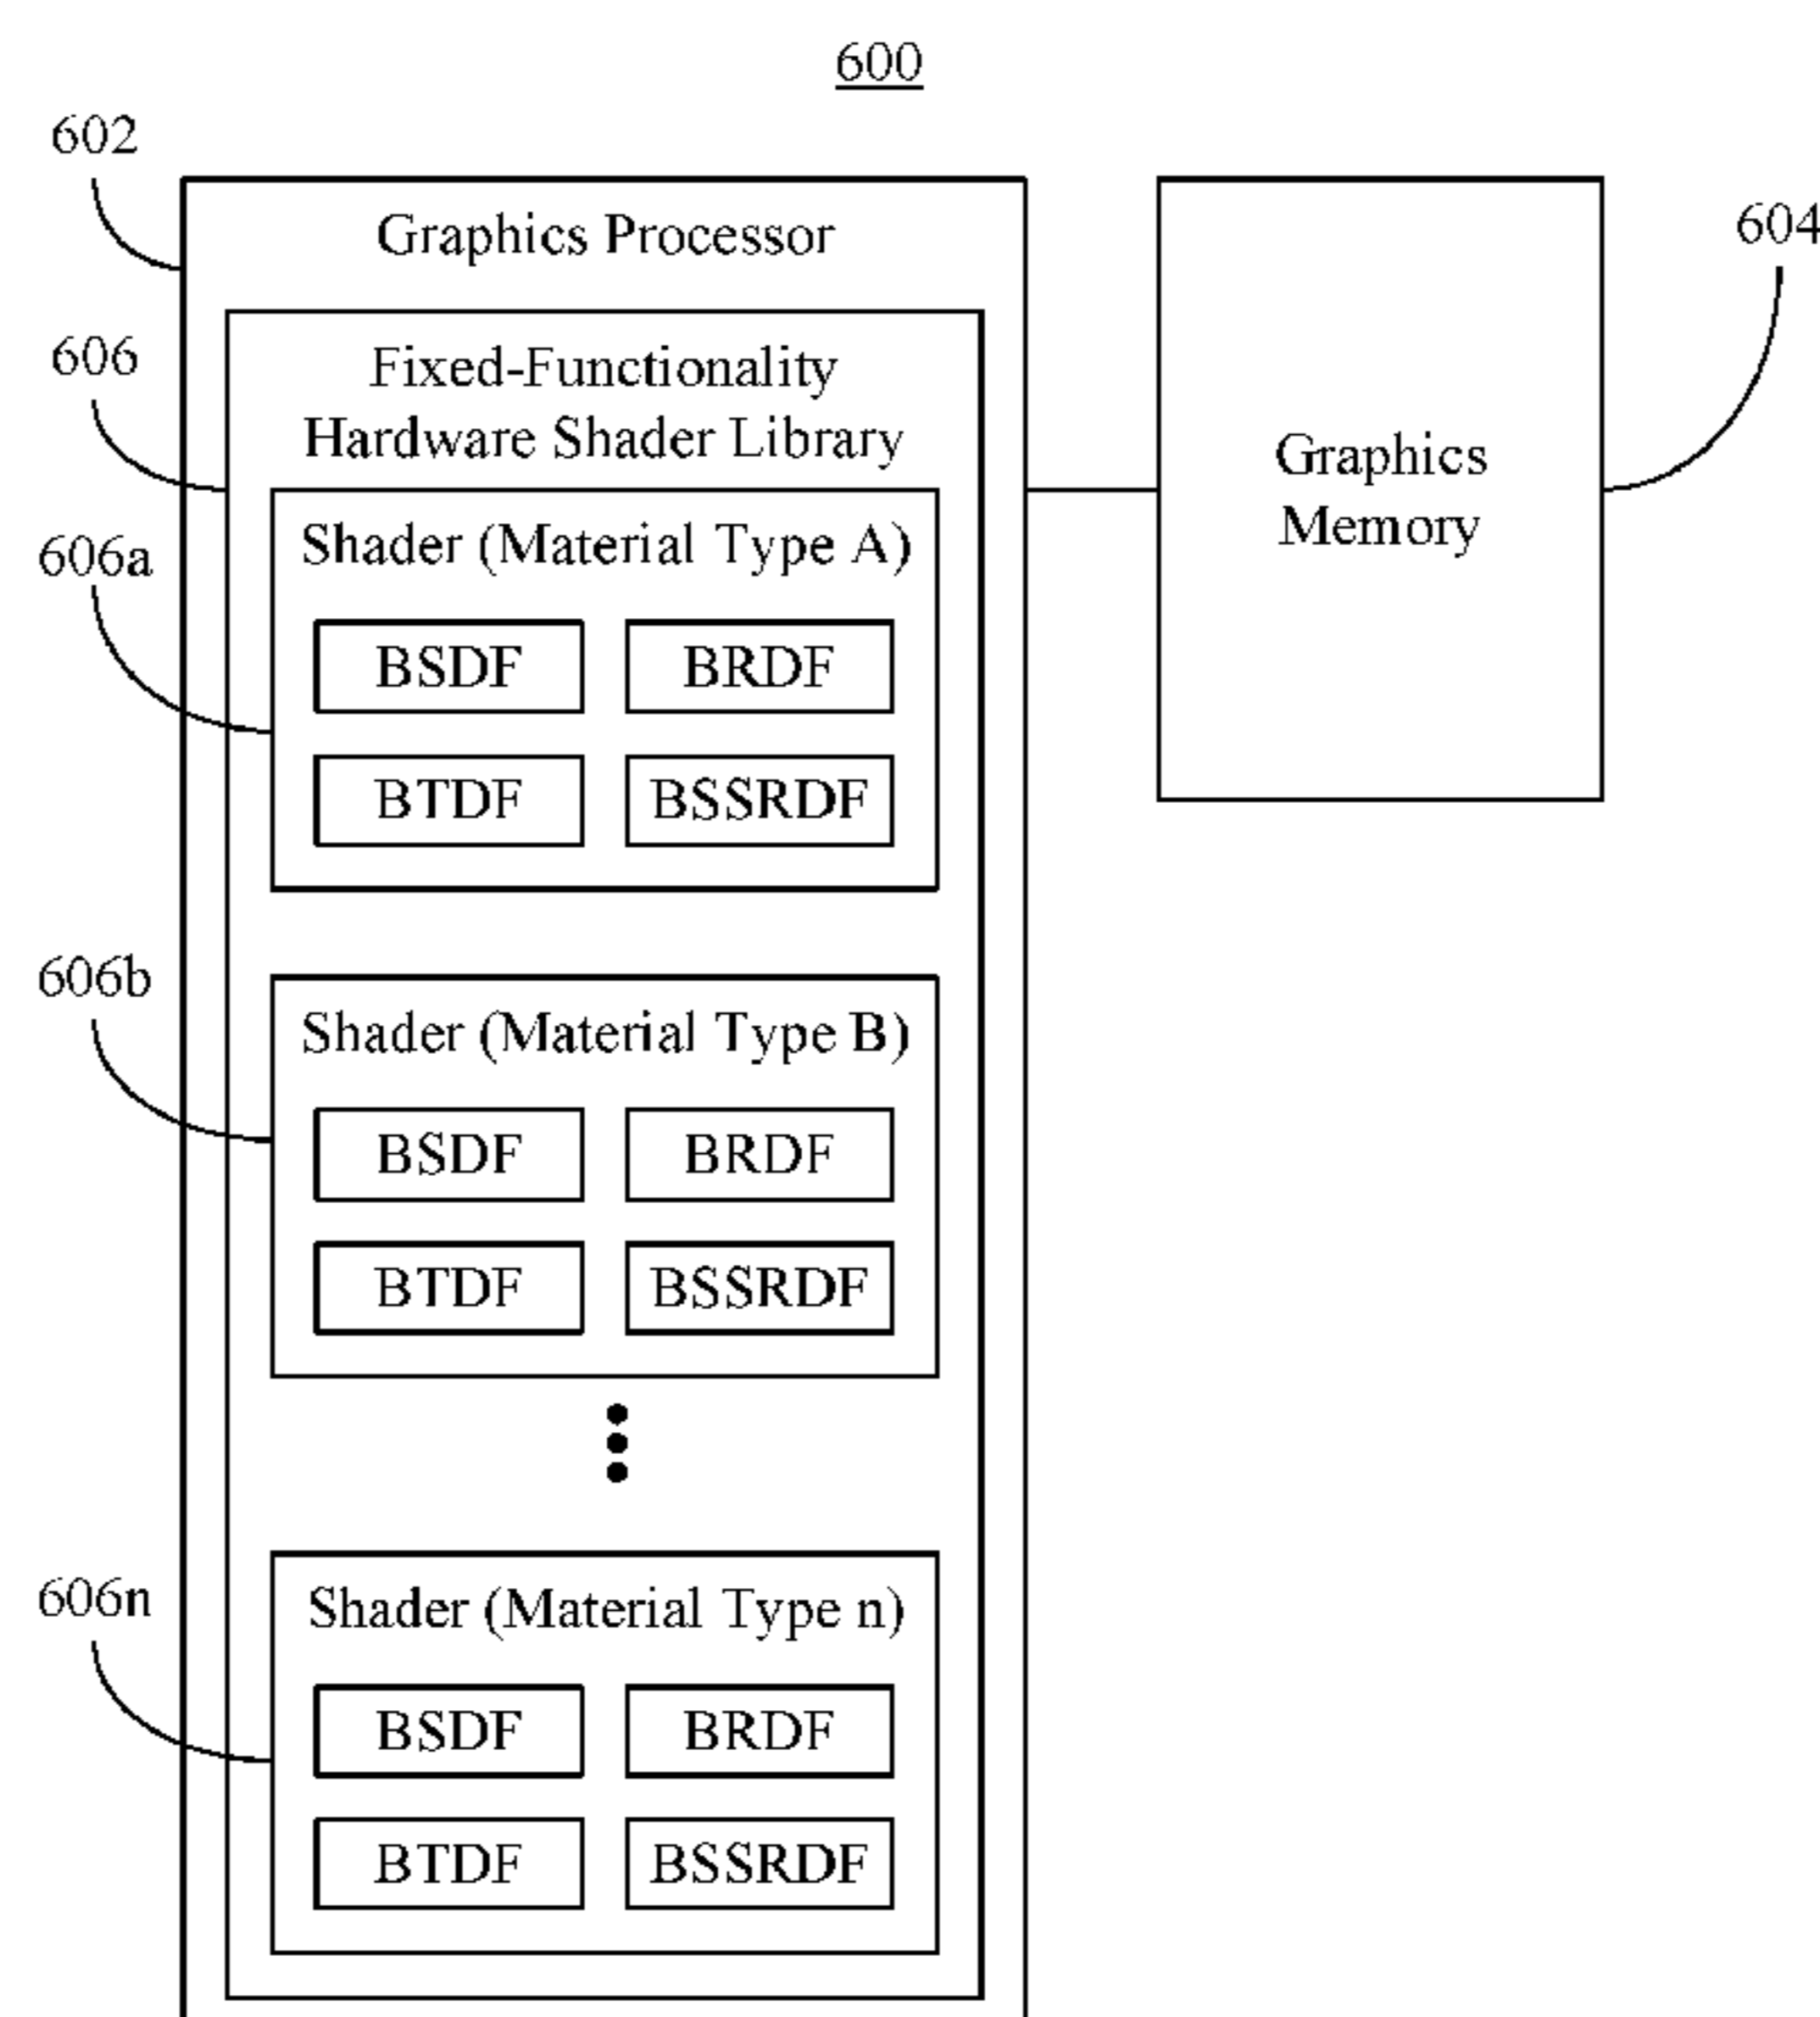 600
602
Graphics Processor
604
606
Fixed-Functionality
Hardware Shader Library
Graphics
Memory
606a
Shader (Material Type A)
BSDF
BRDF
BTDF
BSSRDF
606b
Shader (Material Type B)
BSDF
BRDF
BTDF
BSSRDF
606n
Shader (Material Type n)
BSDF
BRDF
BTDF
BSSRDF